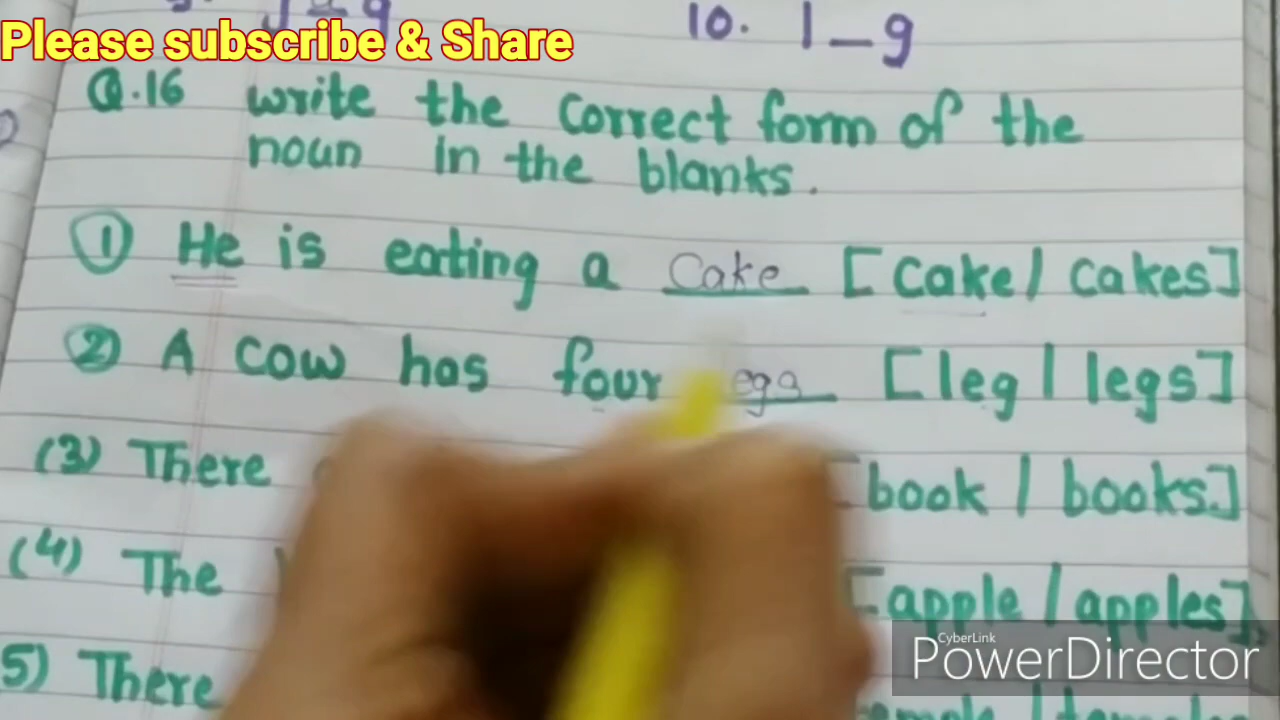 Please subscribe & Share
10. l_g
Q.16 write the correct form of the
noun in the blanks.
1 He is eating a Cake [cake/ cakes]
2 A cow has four legs [leg / legs]
(3) There book / books.]
(4) The [apple / apples]
5) There
CyberLink
PowerDirector